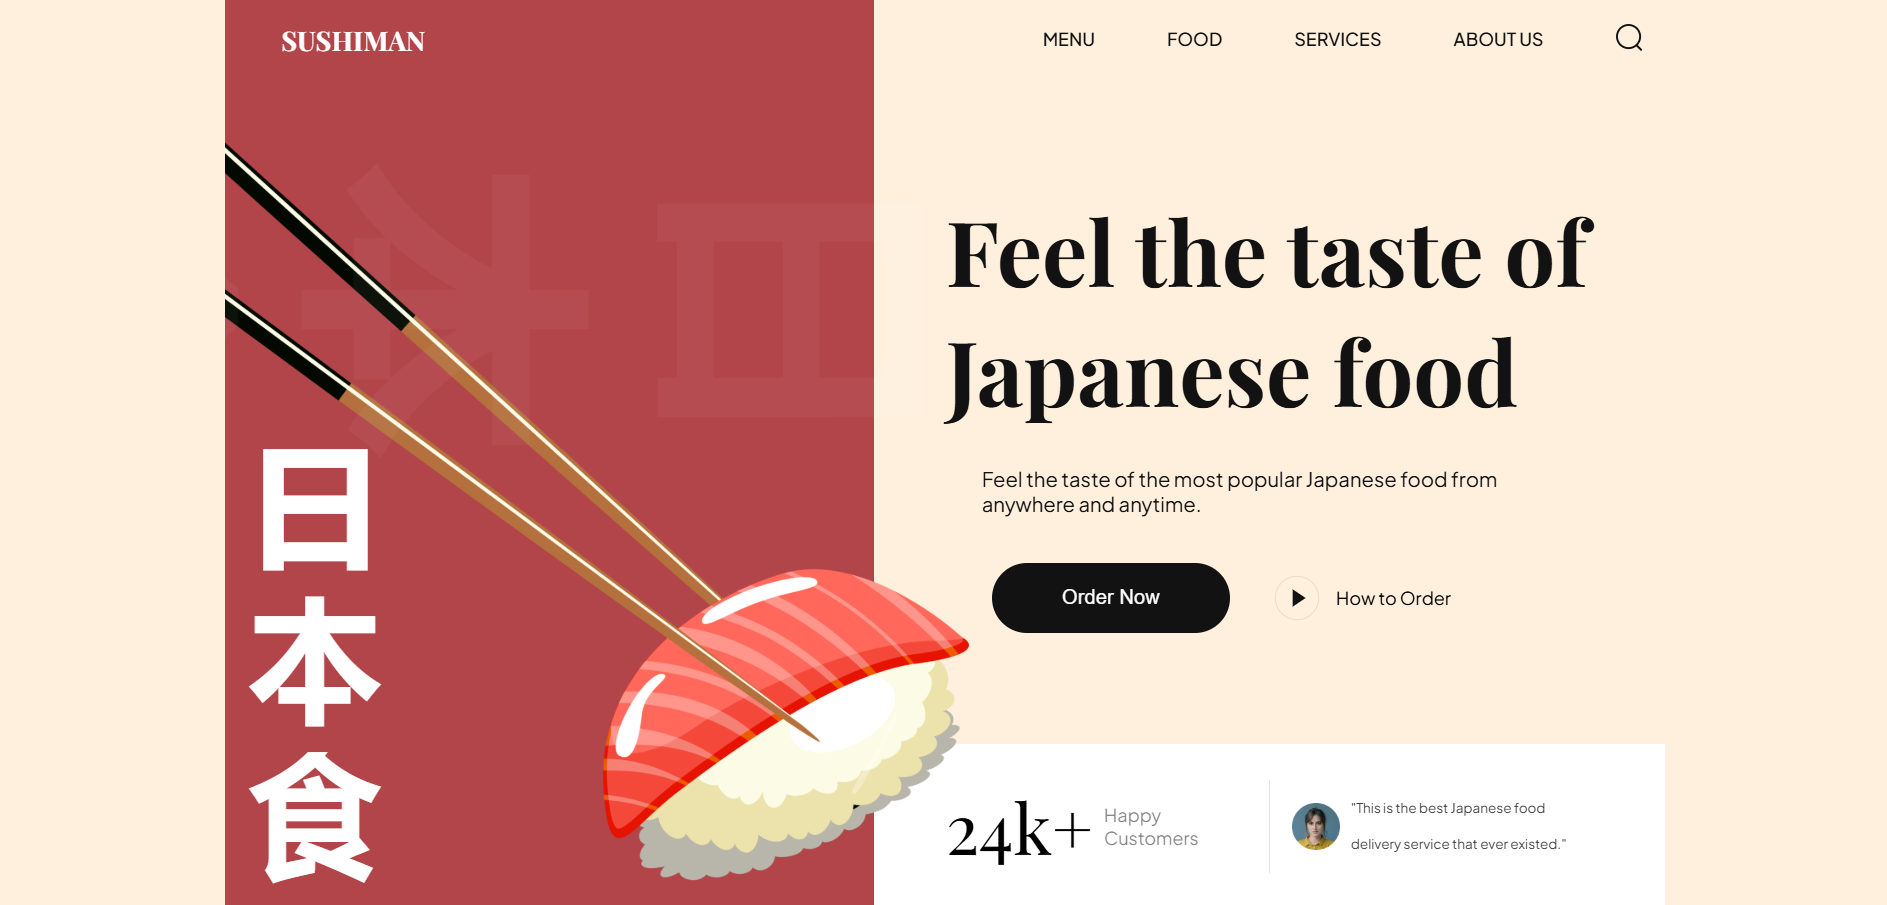 SUSHIMAN
MENU
FOOD
SERVICES
ABOUT US
日本
Feel the taste of
Japanese food
Feel the taste of the most popular Japanese food from
anywhere and anytime.
Order Now
How to Order
日
本
食
24k+
Happy
Customers
"This is the best Japanese food
delivery service that ever existed."